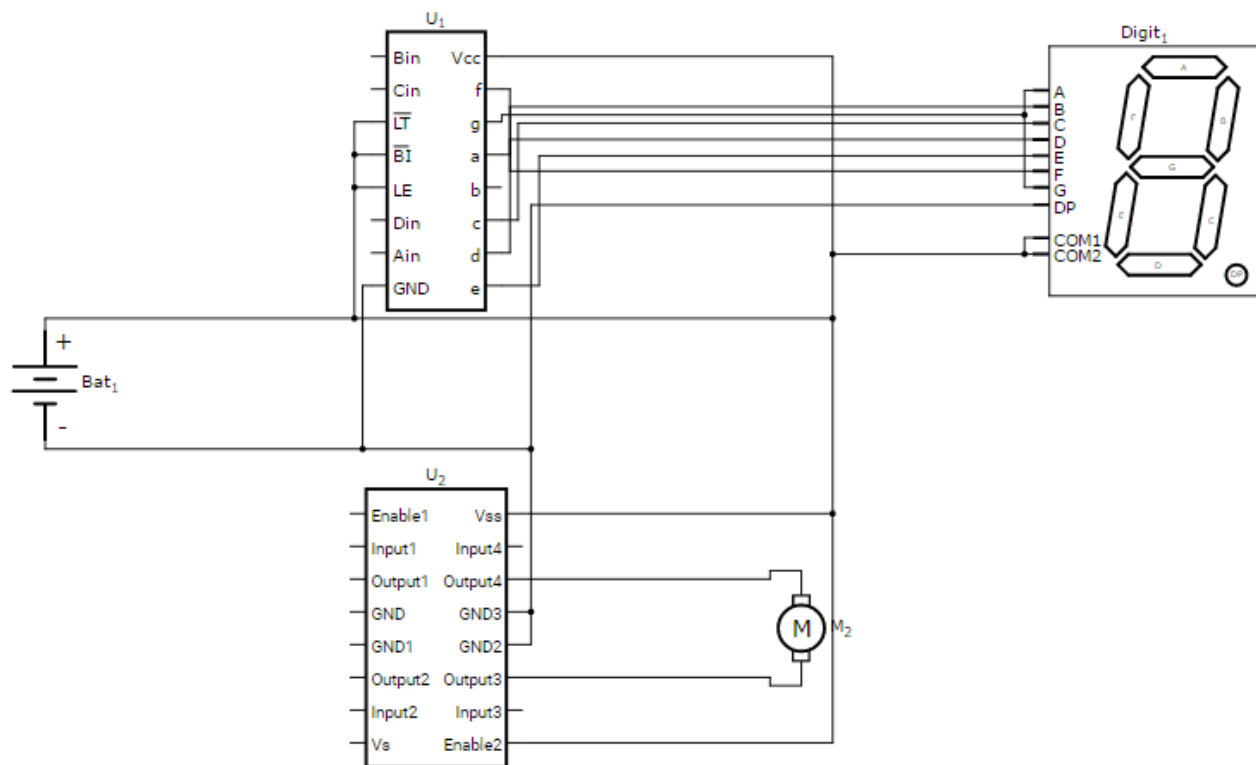 U1
Bin Vcc
Cin f
LT g
BI a
LE b
Din c
Ain d
GND e
Digit1
A
B
C
D
E
F
G
DP
COM1
COM2
A
F
B
G
E
C
D
DP
+
Bat1
-
U2
Enable1 Vss
Input1 Input4
Output1 Output4
GND GND3
GND1 GND2
Output2 Output3
Input2 Input3
Vs Enable2
M M2